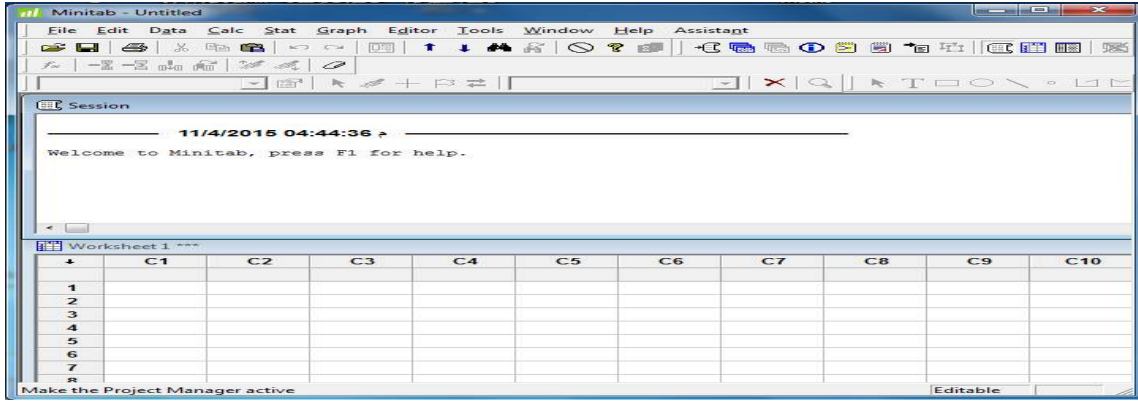 Minitab - Untitled
File Edit Data Calc Stat Graph Editor Tools Window Help Assistant
Session
11/4/2015 04:44:36 م
Welcome to Minitab, press F1 for help.
Worksheet 1 ***
C1 C2 C3 C4 C5 C6 C7 C8 C9 C10
1
2
3
4
5
6
7
8
Make the Project Manager active Editable